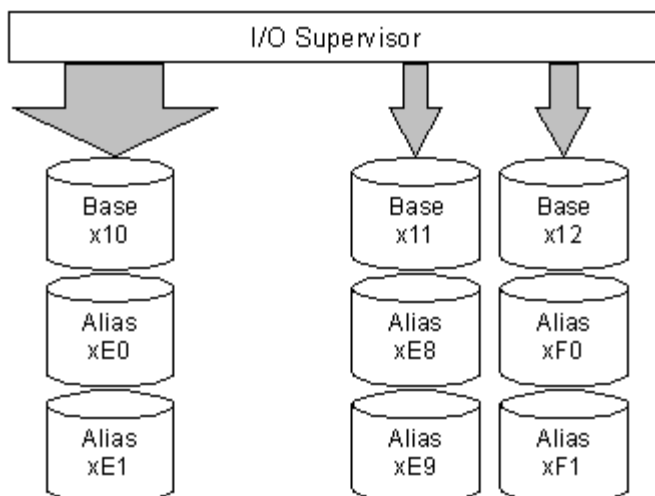 I/O Supervisor
Base
x10
Base
x11
Base
x12
Alias
xE0
Alias
xE8
Alias
xF0
Alias
xE1
Alias
xE9
Alias
xF1